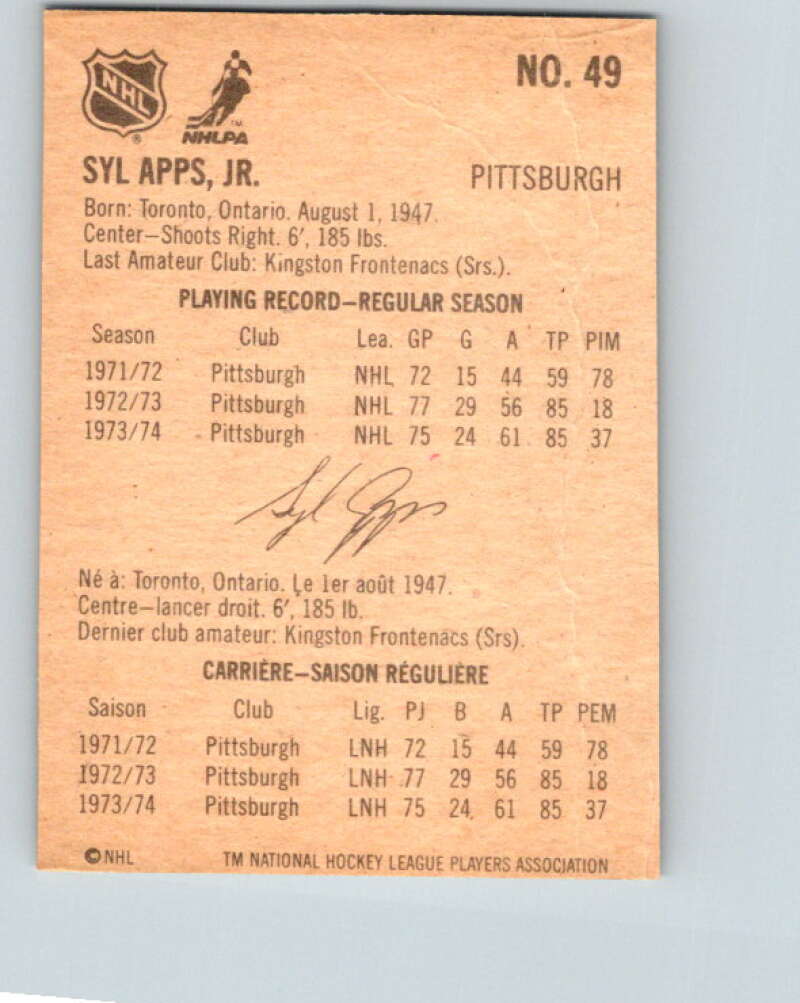 NHL
NHLPA
NO. 49
SYL APPS, JR. PITTSBURGH
Born: Toronto, Ontario. August 1, 1947.
Center—Shoots Right. 6', 185 lbs.
Last Amateur Club: Kingston Frontenacs (Srs.).
PLAYING RECORD—REGULAR SEASON
Season Club Lea. GP G A TP PIM
1971/72 Pittsburgh NHL 72 15 44 59 78
1972/73 Pittsburgh NHL 77 29 56 85 18
1973/74 Pittsburgh NHL 75 24 61 85 37
Syl Apps
Né à: Toronto, Ontario. Le 1er août 1947.
Centre—lancer droit. 6', 185 lb.
Dernier club amateur: Kingston Frontenacs (Srs).
CARRIÈRE—SAISON RÉGULIÈRE
Saison Club Lig. PJ B A TP PEM
1971/72 Pittsburgh LNH 72 15 44 59 78
1972/73 Pittsburgh LNH 77 29 56 85 18
1973/74 Pittsburgh LNH 75 24 61 85 37
© NHL TM NATIONAL HOCKEY LEAGUE PLAYERS ASSOCIATION